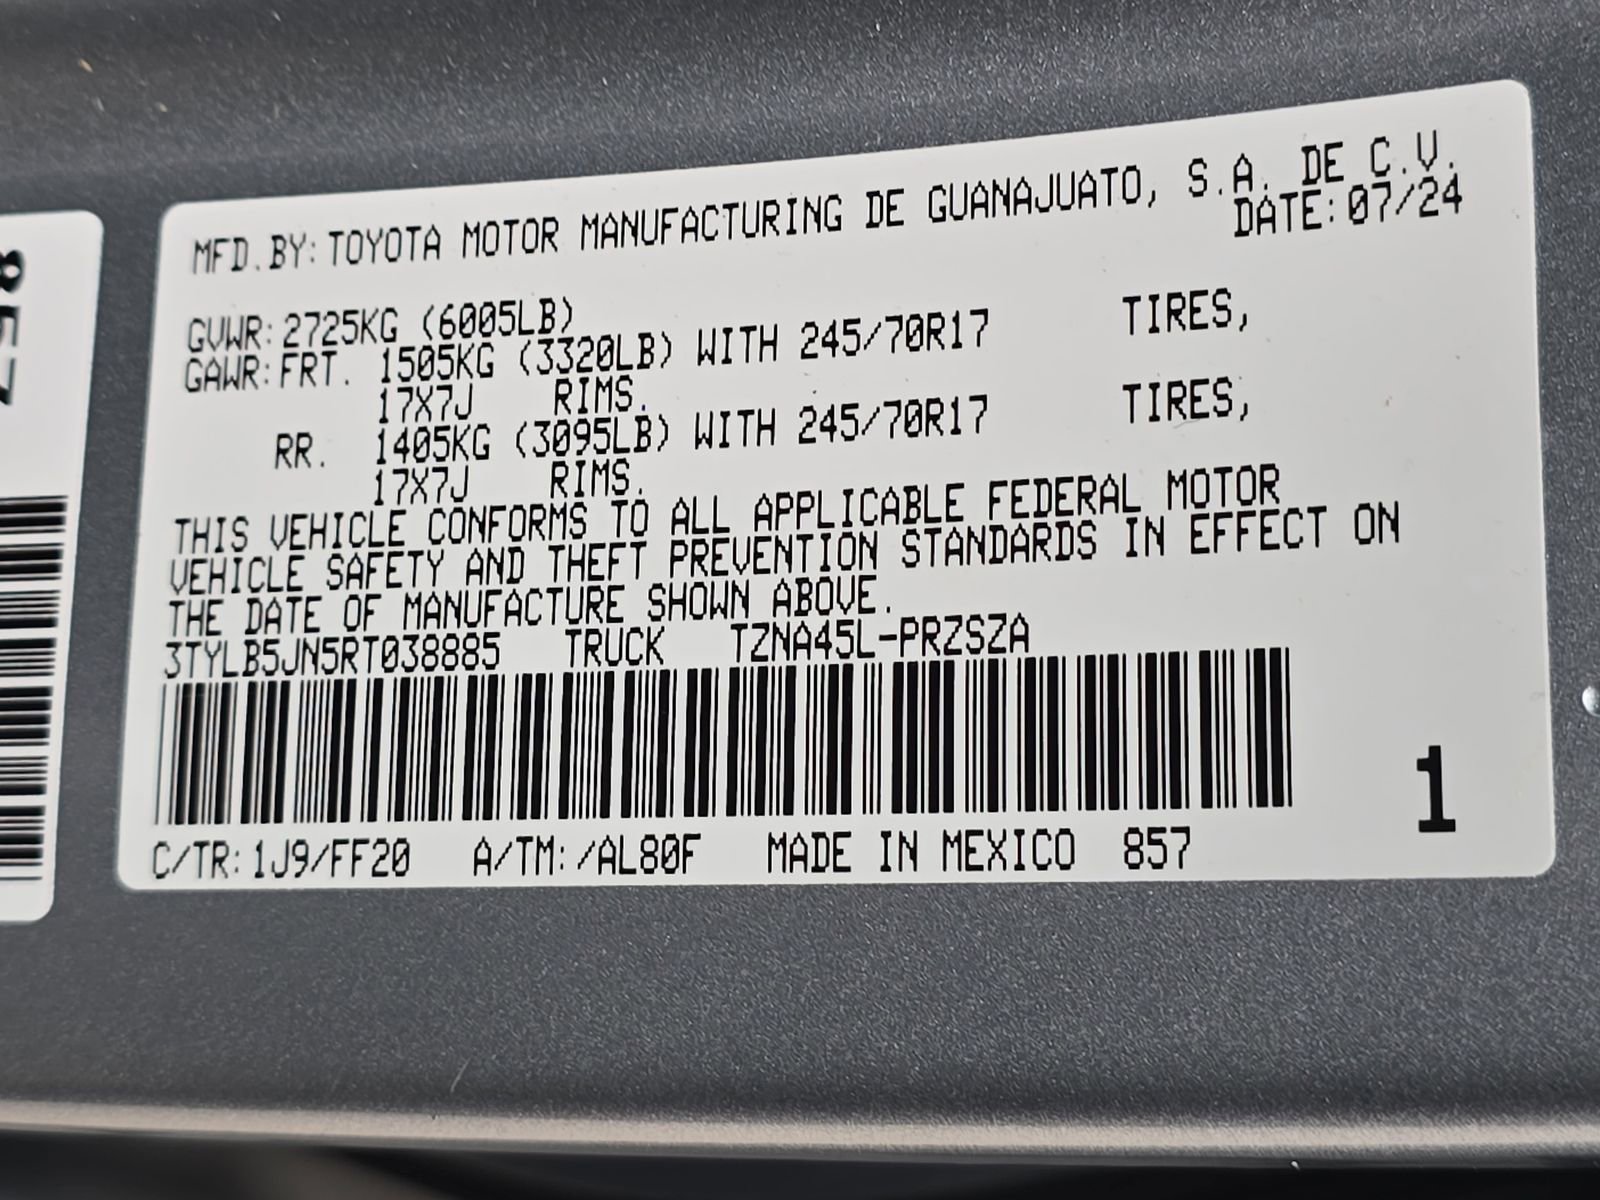 MFD.BY:TOYOTA MOTOR MANUFACTURING DE GUANAJUATO, S.A. DE C.V.
DATE:07/24
GVWR:2725KG (6005LB)
GAWR:FRT. 1505KG (3320LB) WITH 245/70R17 TIRES,
17X7J RIMS.
RR. 1405KG (3095LB) WITH 245/70R17 TIRES,
17X7J RIMS.
THIS VEHICLE CONFORMS TO ALL APPLICABLE FEDERAL MOTOR
VEHICLE SAFETY AND THEFT PREVENTION STANDARDS IN EFFECT ON
THE DATE OF MANUFACTURE SHOWN ABOVE.
3TYLB5JN5RT038885 TRUCK TZNA45L-PRZSZA
1
C/TR:1J9/FF20 A/TM:/AL80F MADE IN MEXICO 857
857